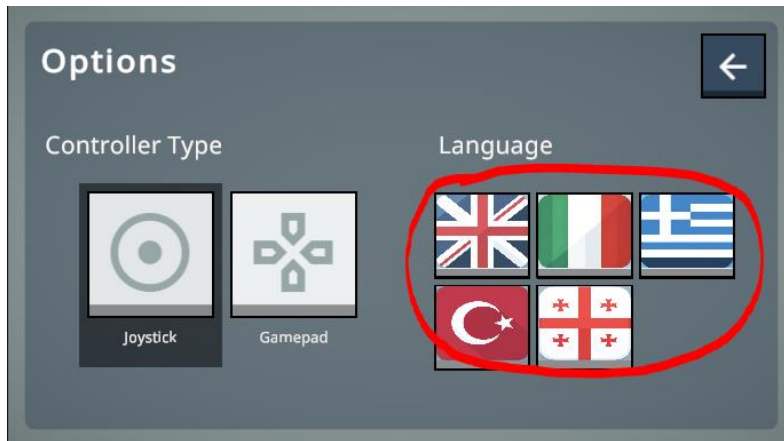 Options
Controller Type
Language
Joystick
Gamepad